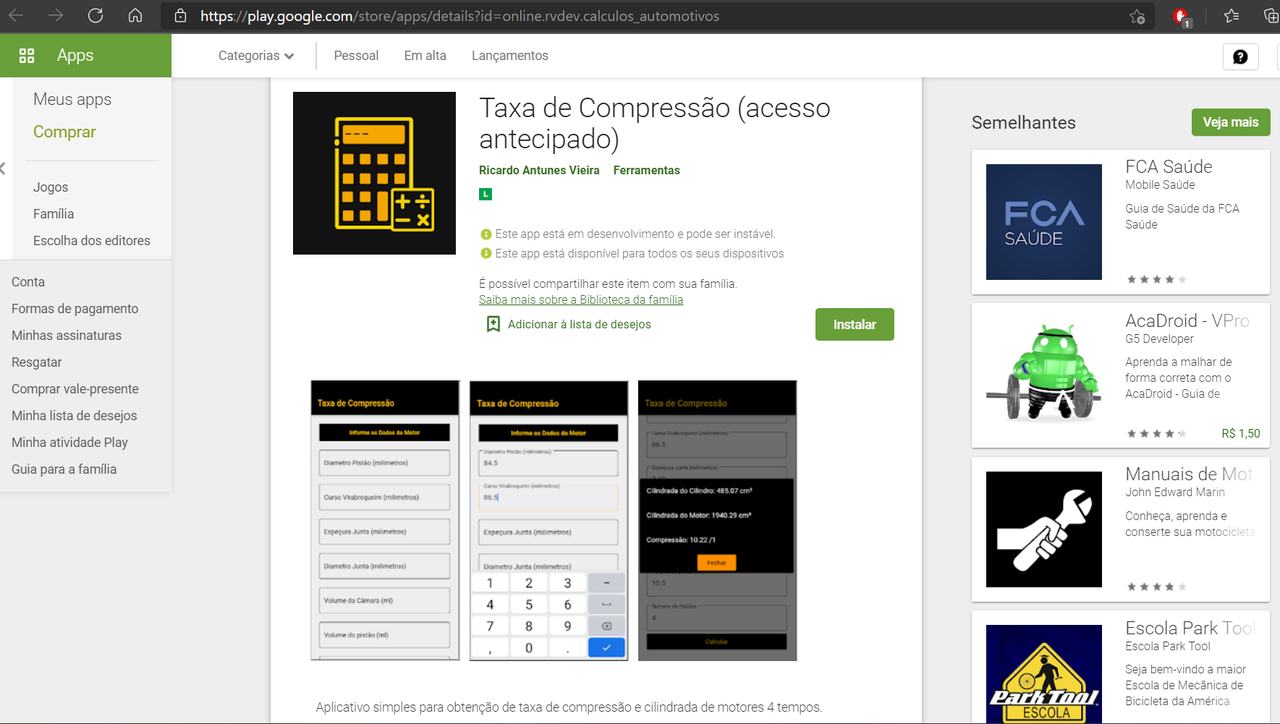 https://play.google.com/store/apps/details?id=online.rvdev.calculos_automotivos
1
Apps
Categorias
Pessoal
Em alta
Lançamentos
Meus apps
Comprar
Jogos
Família
Escolha dos editores
Conta
Formas de pagamento
Minhas assinaturas
Resgatar
Comprar vale-presente
Minha lista de desejos
Minha atividade Play
Guia para a família
Taxa de Compressão (acesso
antecipado)
Ricardo Antunes Vieira
Ferramentas
L
Este app está em desenvolvimento e pode ser instável.
Este app está disponível para todos os seus dispositivos
É possível compartilhar este item com sua família.
Saiba mais sobre a Biblioteca da família
Adicionar à lista de desejos
Instalar
Taxa de Compressão
Informe os Dados do Motor
Diametro Pistão (milimetros)
Curso Virabrequeim (milimetros)
Espeçura Junta (milimetros)
Diametro Junta (milimetros)
Volume da Câmara (ml)
Volume do pistão (ml)
Taxa de Compressão
Informe os Dados do Motor
Diametro Pistão (milimetros)
84.5
Curso Virabrequeim (milimetros)
86.5
Espeçura Junta (milimetros)
Diametro Junta (milimetros)
1 2 3 -
4 5 6
7 8 9
, 0 .
Taxa de Compressão
Curso Virabrequeim (milimetros)
86.5
Espeçura Junta (milimetros)
Cilindrada do Cilindro: 485.07 cm³
Cilindrada do Motor: 1940.29 cm³
Compressão: 10.22 /1
Fechar
10.5
Numero de Pistões
4
Calcular
Aplicativo simples para obtenção de taxa de compressão e cilindrada de motores 4 tempos.
Semelhantes
Veja mais
FCA
SAÚDE
FCA Saúde
Mobile Saúde
Guia de Saúde da FCA
Saúde
AcaDroid - VPro
G5 Developer
Aprenda a malhar de
forma correta com o
AcaDroid - Guia de
R$ 1,50
Manuais de Mot
John Edward Marin
Conheça, aprenda e
conserte sua motocicleta
Park Tool
ESCOLA
Escola Park Tool
Escola Park Tool
Seja bem-vindo a maior
Escola de Mecânica de
Bicicleta da América